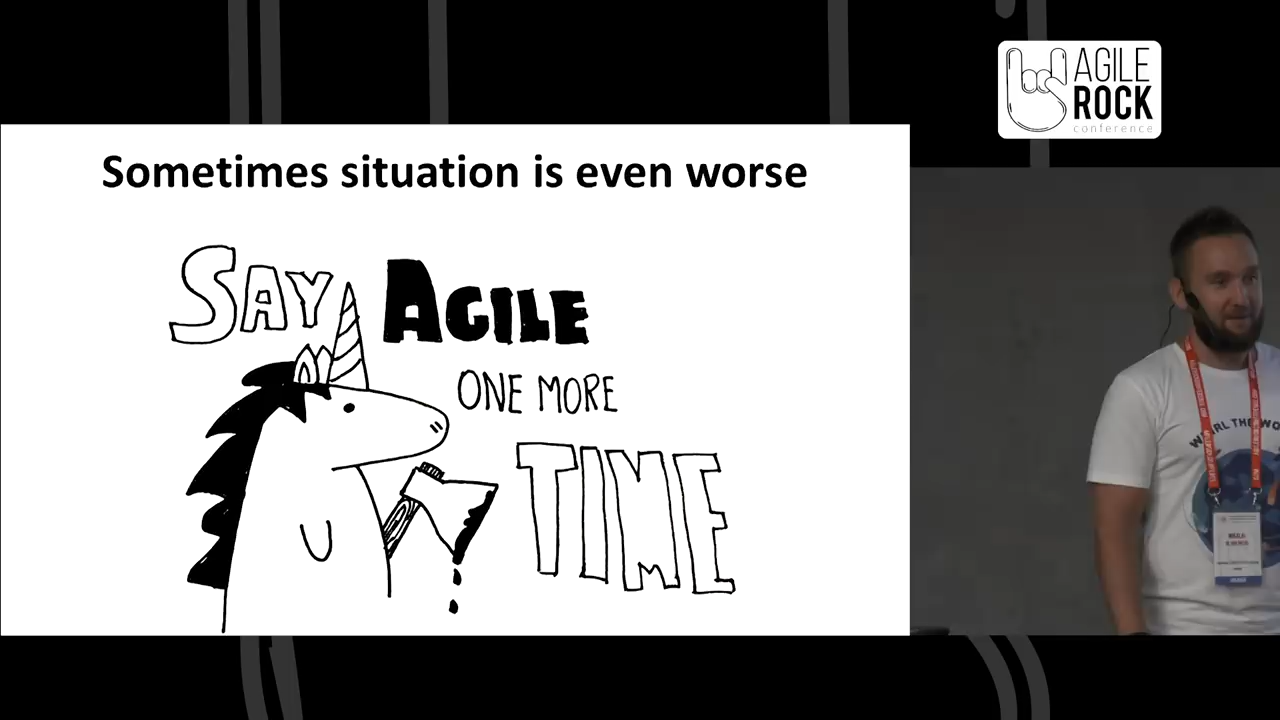 Sometimes situation is even worse
SAY AGILE
ONE MORE
TIME
AGILE
ROCK
conference